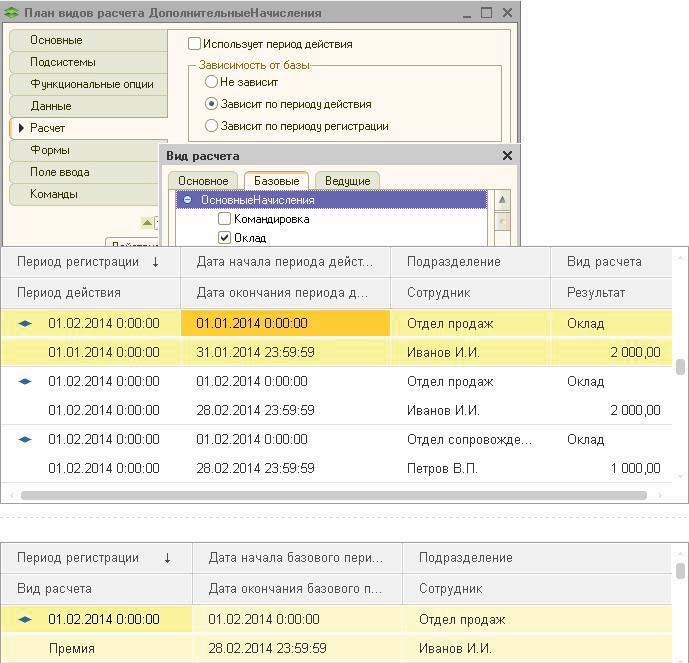 План видов расчета ДополнительныеНачисления
Основные
Подсистемы
Функциональные опции
Данные
Расчет
Формы
Поле ввода
Команды
Использует период действия
Зависимость от базы
Не зависит
Зависит по периоду действия
Зависит по периоду регистрации
Вид расчета
Основное Базовые Ведущие
ОсновныеНачисления
Командировка
Оклад
Период регистрации ↓ Дата начала периода дейст... Подразделение Вид расчета
Период действия Дата окончания периода д... Сотрудник Результат
01.02.2014 0:00:00 01.01.2014 0:00:00 Отдел продаж Оклад
01.01.2014 0:00:00 31.01.2014 23:59:59 Иванов И.И. 2 000,00
01.02.2014 0:00:00 01.02.2014 0:00:00 Отдел продаж Оклад
01.02.2014 0:00:00 28.02.2014 23:59:59 Иванов И.И. 2 000,00
01.02.2014 0:00:00 01.02.2014 0:00:00 Отдел сопровожде... Оклад
01.02.2014 0:00:00 28.02.2014 23:59:59 Петров В.П. 1 000,00
Период регистрации ↓ Дата начала базового пери... Подразделение
Вид расчета Дата окончания базового п... Сотрудник
01.02.2014 0:00:00 01.02.2014 0:00:00 Отдел продаж
Премия 28.02.2014 23:59:59 Иванов И.И.